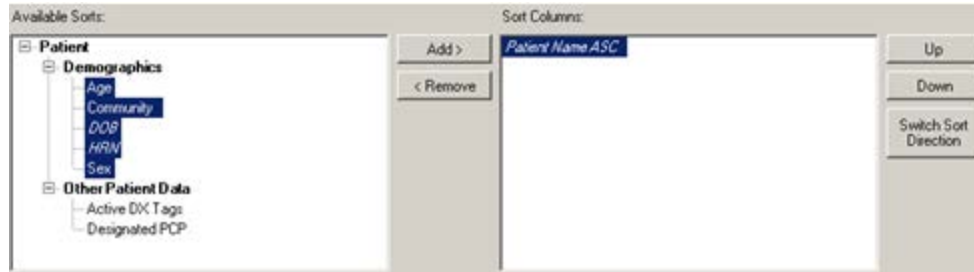 Available Sorts:
Patient
Demographics
Age
Community
DOB
HRN
Sex
Other Patient Data
Active DX Tags
Designated PCP
Add >
< Remove
Sort Columns:
Patient Name ASC
Up
Down
Switch Sort
Direction